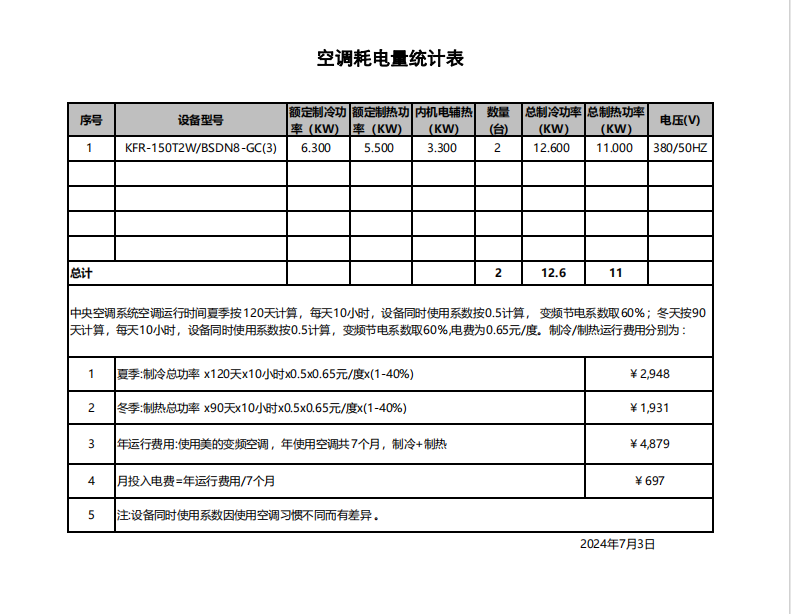 空调耗电量统计表
序号 设备型号 额定制冷功率（KW） 额定制热功率（KW） 内机电辅热（KW） 数量(台) 总制冷功率（KW） 总制热功率（KW） 电压(V)
1 KFR-150T2W/BSDN8-GC(3) 6.300 5.500 3.300 2 12.600 11.000 380/50HZ
总计 2 12.6 11
中央空调系统空调运行时间夏季按120天计算，每天10小时，设备同时使用系数按0.5计算， 变频节电系数取60%；冬天按90
天计算，每天10小时，设备同时使用系数按0.5计算，变频节电系数取60%,电费为0.65元/度。制冷/制热运行费用分别为：
1 夏季:制冷总功率 x120天x10小时x0.5x0.65元/度x(1-40%) ￥2,948
2 冬季:制热总功率 x90天x10小时x0.5x0.65元/度x(1-40%) ￥1,931
3 年运行费用:使用美的变频空调，年使用空调共7个月，制冷+制热 ￥4,879
4 月投入电费=年运行费用/7个月 ￥697
5 注:设备同时使用系数因使用空调习惯不同而有差异。
2024年7月3日